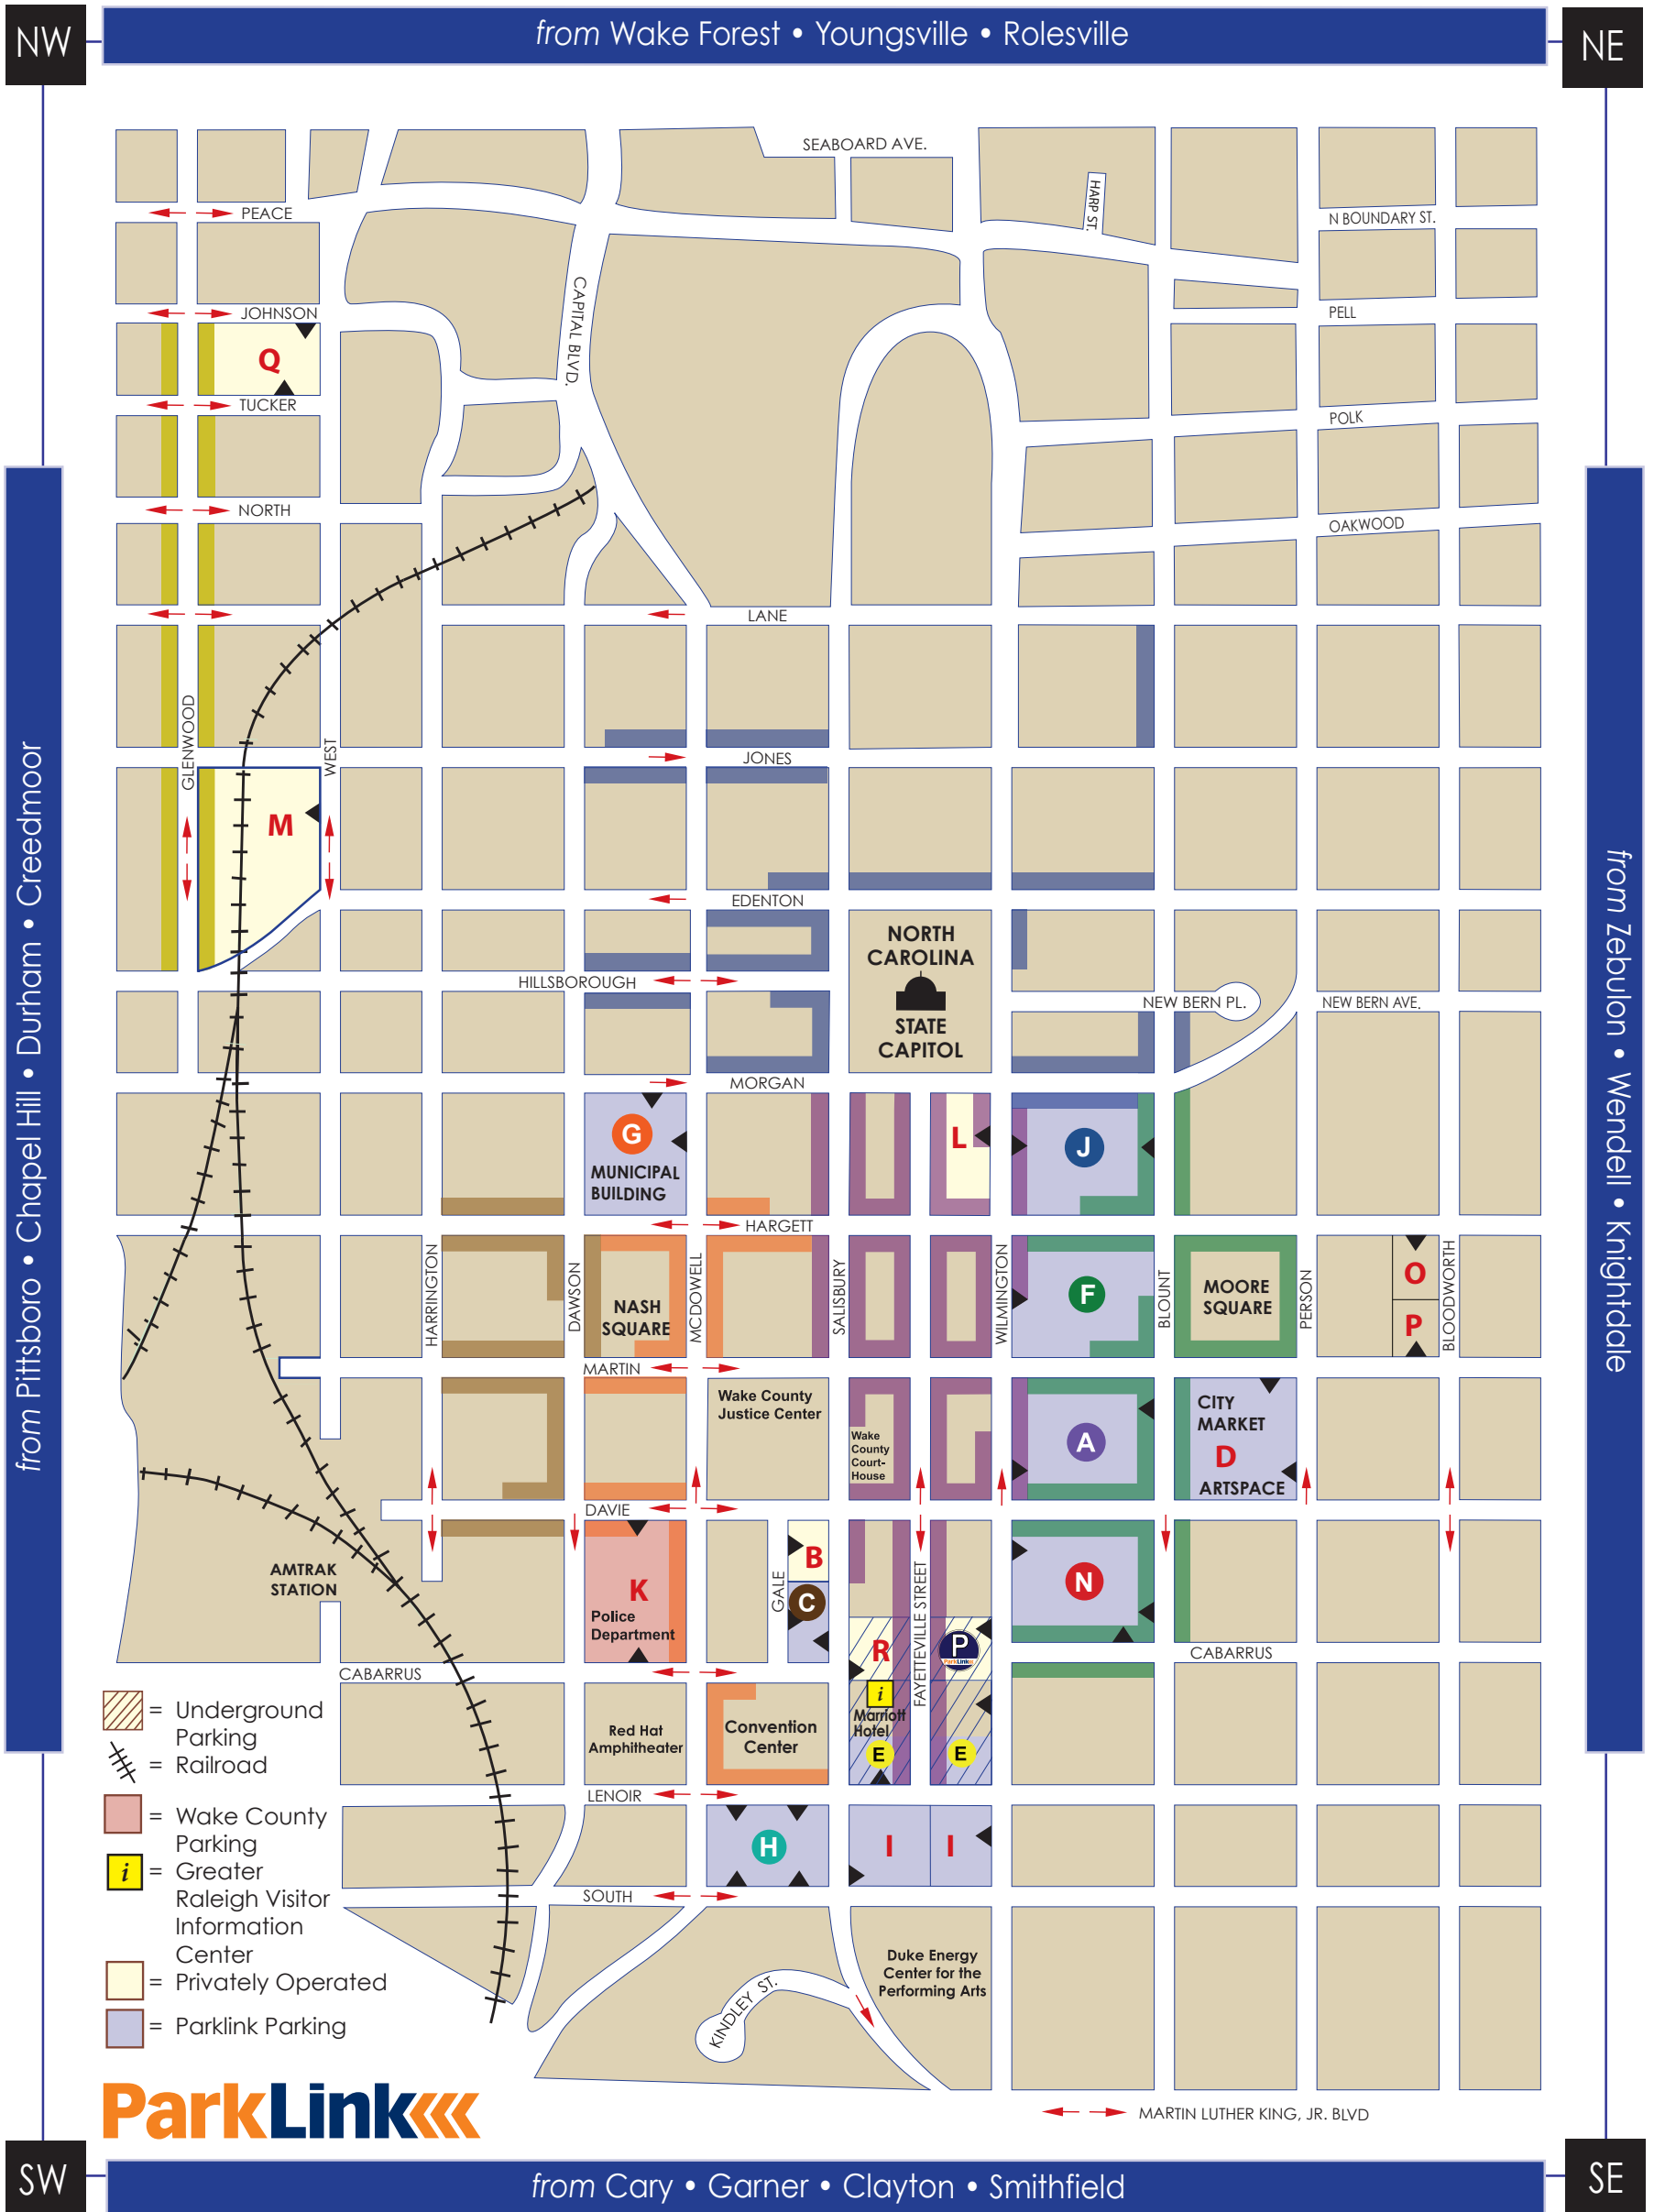 NW
from Wake Forest • Youngsville • Rolesville
NE
SEABOARD AVE.
HARP ST.
PEACE
N BOUNDARY ST.
CAPITAL BLVD.
JOHNSON
PELL
Q
TUCKER
POLK
NORTH
OAKWOOD
LANE
GLENWOOD
WEST
JONES
from Pittsboro • Chapel Hill • Durham • Creedmoor
from Zebulon • Wendell • Knightdale
M
EDENTON
NORTH
CAROLINA
STATE
CAPITOL
HILLSBOROUGH
NEW BERN PL.
NEW BERN AVE.
MORGAN
G
MUNICIPAL
BUILDING
L
J
HARGETT
HARRINGTON
DAWSON
NASH
SQUARE
MCDOWELL
SALISBURY
WILMINGTON
F
BLOUNT
MOORE
SQUARE
PERSON
O
P
BLOODWORTH
MARTIN
Wake County
Justice Center
Wake
County
Court-
House
A
CITY
MARKET
D
ARTSPACE
DAVIE
AMTRAK
STATION
K
Police
Department
GALE
B
C
FAYETTEVILLE STREET
N
R
P
ParkLink
CABARRUS
CABARRUS
i
Marriott
Hotel
E
E
Red Hat
Amphitheater
Convention
Center
LENOIR
H
I
I
SOUTH
= Underground
Parking
= Railroad
= Wake County
Parking
i = Greater
Raleigh Visitor
Information
Center
= Privately Operated
= Parklink Parking
KINDLEY ST.
Duke Energy
Center for the
Performing Arts
ParkLink
MARTIN LUTHER KING, JR. BLVD
SW
from Cary • Garner • Clayton • Smithfield
SE